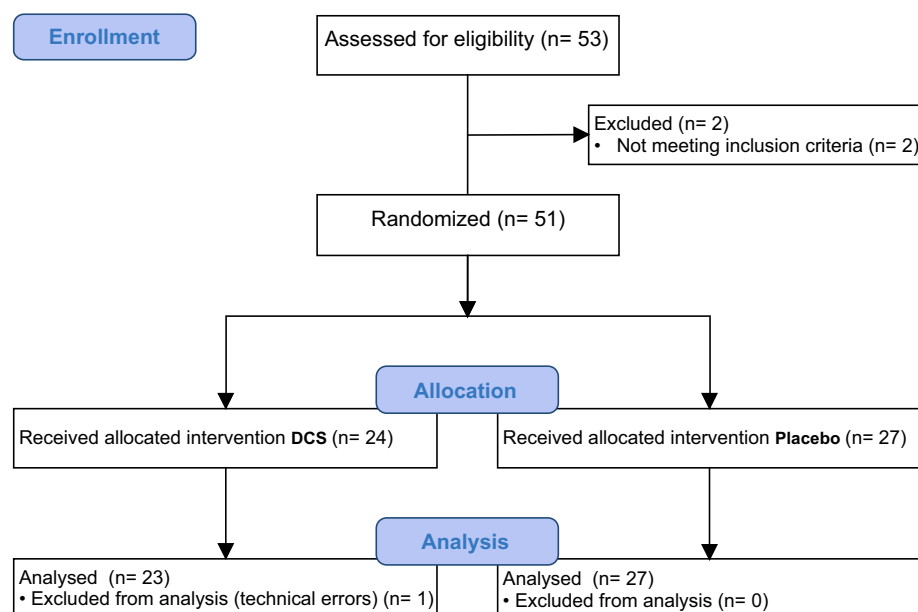 Enrollment
Assessed for eligibility (n= 53)
Excluded (n= 2)
• Not meeting inclusion criteria (n= 2)
Randomized (n= 51)
Allocation
Received allocated intervention DCS (n= 24)
Received allocated intervention Placebo (n= 27)
Analysis
Analysed (n= 23)
• Excluded from analysis (technical errors) (n= 1)
Analysed (n= 27)
• Excluded from analysis (n= 0)